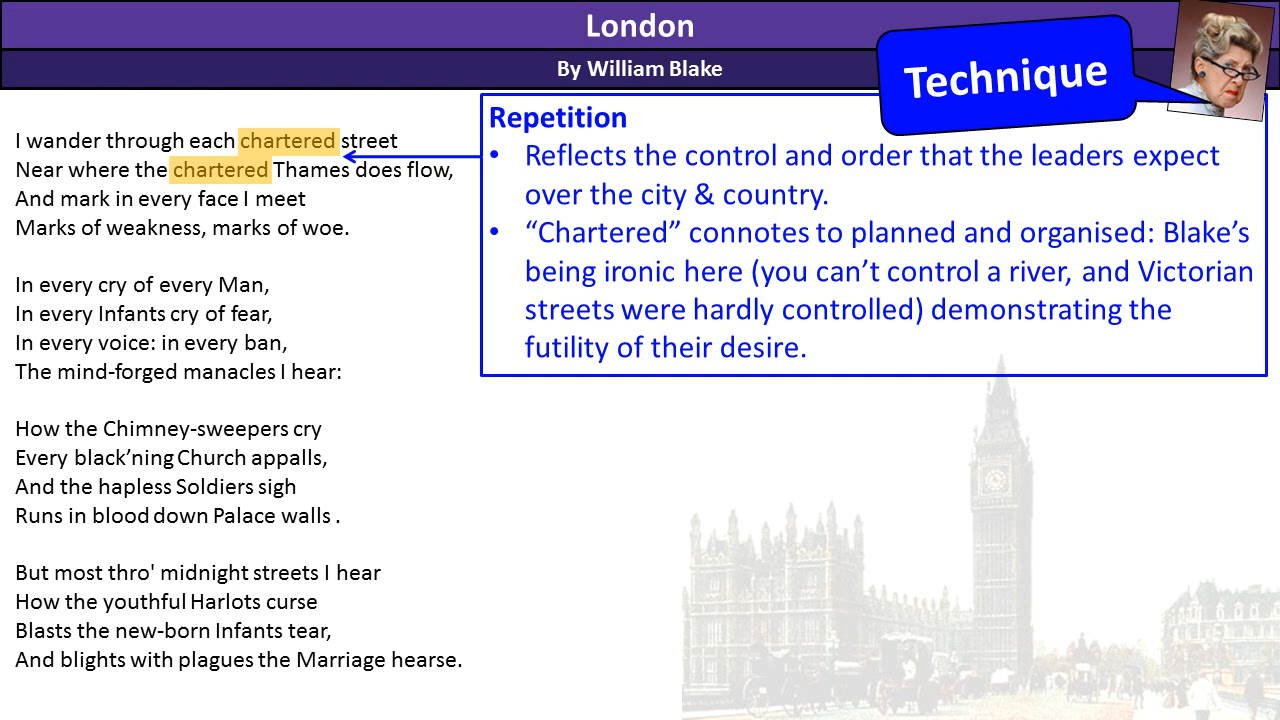 London
By William Blake
Technique
I wander through each chartered street
Near where the chartered Thames does flow,
And mark in every face I meet
Marks of weakness, marks of woe.
In every cry of every Man,
In every Infants cry of fear,
In every voice: in every ban,
The mind-forged manacles I hear:
How the Chimney-sweepers cry
Every black’ning Church appalls,
And the hapless Soldiers sigh
Runs in blood down Palace walls .
But most thro' midnight streets I hear
How the youthful Harlots curse
Blasts the new-born Infants tear,
And blights with plagues the Marriage hearse.
Repetition
• Reflects the control and order that the leaders expect
over the city & country.
• “Chartered” connotes to planned and organised: Blake’s
being ironic here (you can’t control a river, and Victorian
streets were hardly controlled) demonstrating the
futility of their desire.